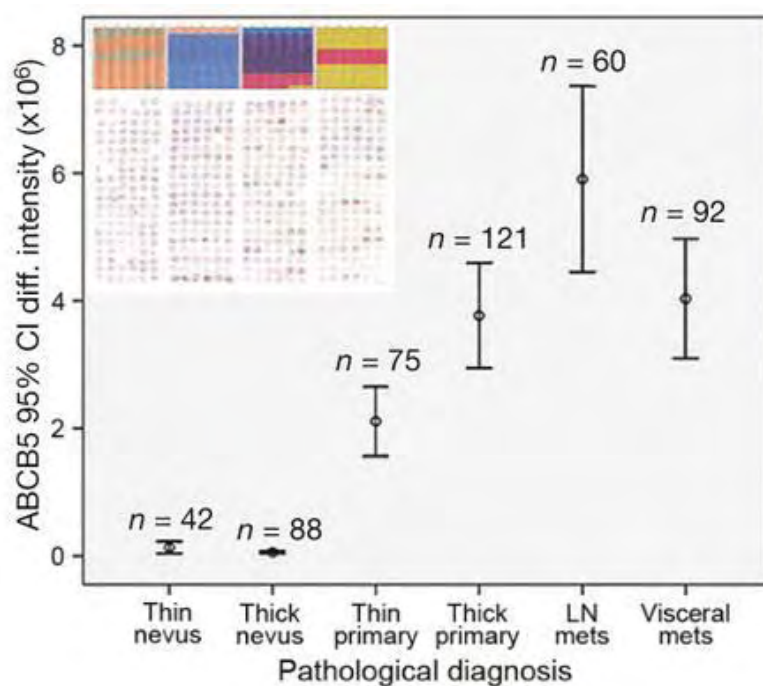 ABCB5 95% CI diff. intensity (x10⁶)
8
6
4
2
0
n = 42
n = 88
n = 75
n = 121
n = 60
n = 92
Thin nevus
Thick nevus
Thin primary
Thick primary
LN mets
Visceral mets
Pathological diagnosis